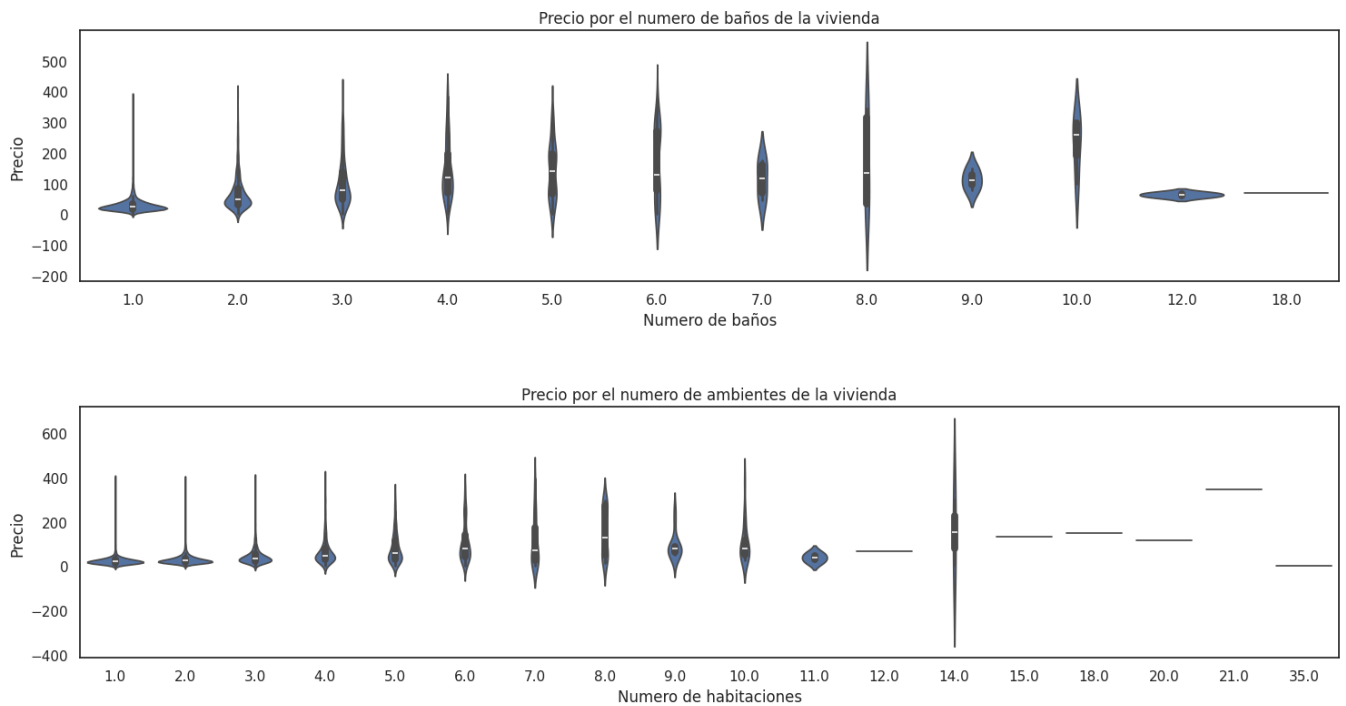 Precio por el numero de baños de la vivienda
500
400
300
200
100
0
−100
−200
Precio
1.0 2.0 3.0 4.0 5.0 6.0 7.0 8.0 9.0 10.0 12.0 18.0
Numero de baños
Precio por el numero de ambientes de la vivienda
600
400
200
0
−200
−400
Precio
1.0 2.0 3.0 4.0 5.0 6.0 7.0 8.0 9.0 10.0 11.0 12.0 14.0 15.0 18.0 20.0 21.0 35.0
Numero de habitaciones